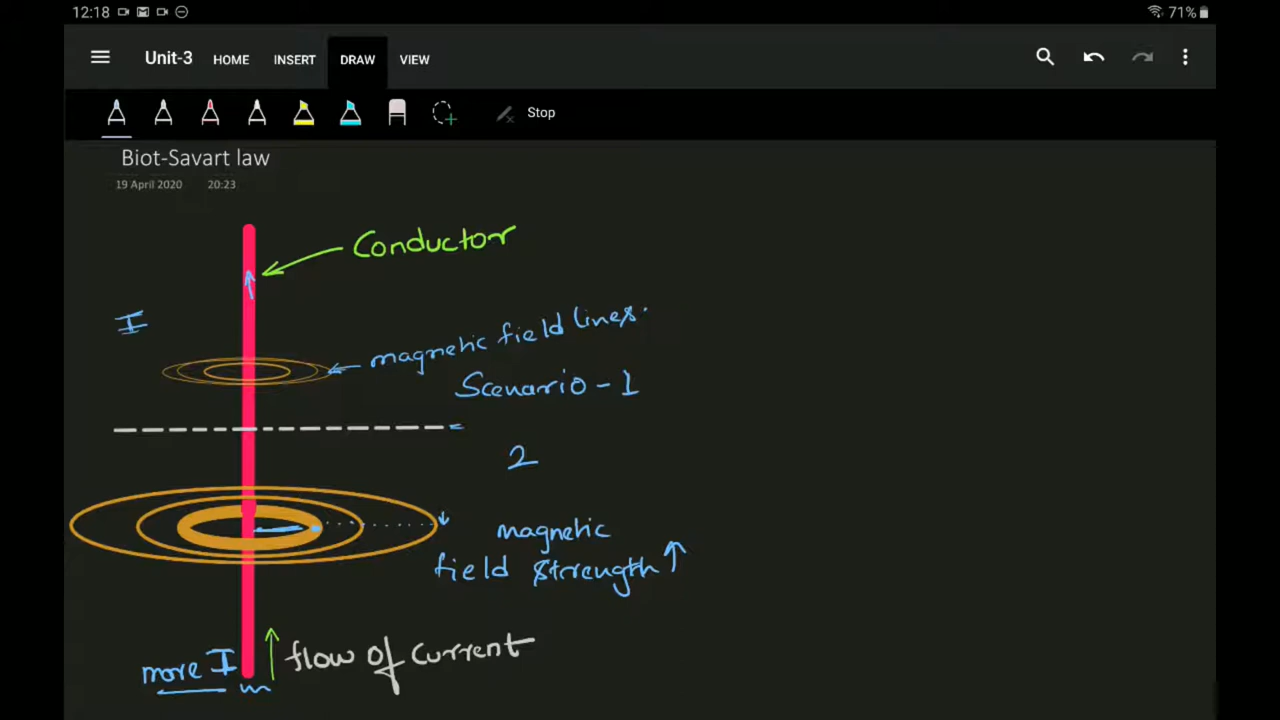 12:18
71%
Unit-3 HOME INSERT DRAW VIEW
Stop
Biot-Savart law
19 April 2020 20:23
Conductor
I
magnetic field lines.
Scenario - 1
2
magnetic
field strength ↑
more I
flow of current